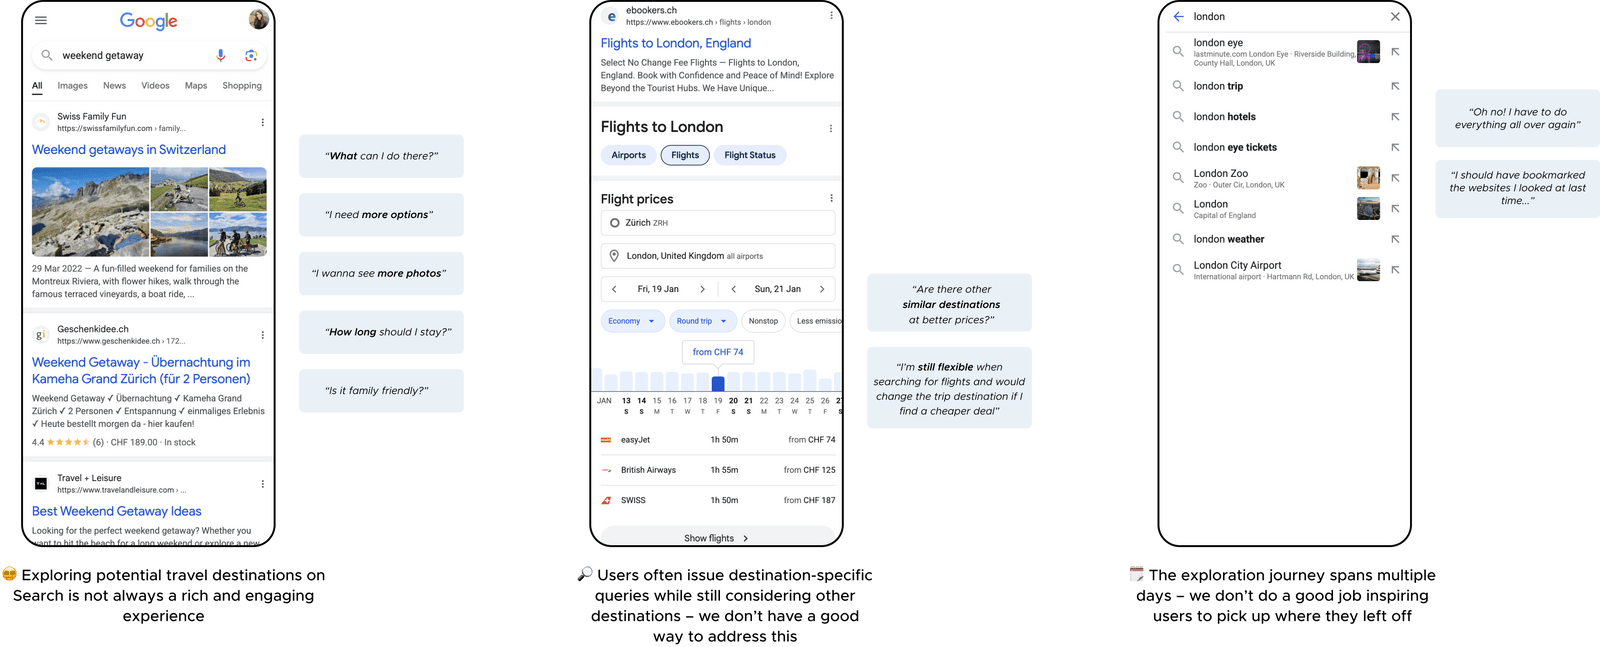 Google
weekend getaway
All Images News Videos Maps Shopping
Swiss Family Fun
https://swissfamilyfun.com › family...
Weekend getaways in Switzerland
29 Mar 2022 — A fun-filled weekend for families on the
Montreux Riviera, with flower hikes, walk through the
famous terraced vineyards, a boat ride, ...
gi
Geschenkidee.ch
https://www.geschenkidee.ch › 172...
Weekend Getaway - Übernachtung im
Kameha Grand Zürich (für 2 Personen)
Weekend Getaway ✓ Übernachtung ✓ Kameha Grand
Zürich ✓ 2 Personen ✓ Entspannung ✓ einmaliges Erlebnis
✓ Heute bestellt morgen da - hier kaufen!
4.4 ★★★★★ (6) · CHF 189.00 · In stock
Travel + Leisure
https://www.travelandleisure.com › ...
Best Weekend Getaway Ideas
Looking for the perfect weekend getaway? Whether you
want to hit the beach for a long weekend or explore a new
“What can I do there?”
“I need more options”
“I wanna see more photos”
“How long should I stay?”
“Is it family friendly?”
🤓 Exploring potential travel destinations on
Search is not always a rich and engaging
experience
e
ebookers.ch
https://www.ebookers.ch › flights › london
Flights to London, England
Select No Change Fee Flights — Flights to London,
England. Book with Confidence and Peace of Mind! Explore
Beyond the Tourist Hubs. We Have Unique...
Flights to London
Airports Flights Flight Status
Flight prices
Zürich ZRH
London, United Kingdom all airports
Fri, 19 Jan Sun, 21 Jan
Economy Round trip Nonstop Less emissio
from CHF 74
JAN 13 14 15 16 17 18 19 20 21 22 23 24 25 26 27
S S M T W T F S S M T W T F S
easyJet 1h 50m from CHF 74
British Airways 1h 55m from CHF 125
SWISS 1h 50m from CHF 187
Show flights
“Are there other
similar destinations
at better prices?”
“I’m still flexible when
searching for flights and would
change the trip destination if I
find a cheaper deal”
🔎 Users often issue destination-specific
queries while still considering other
destinations – we don’t have a good
way to address this
london
london eye
lastminute.com London Eye · Riverside Building,
County Hall, London, UK
london trip
london hotels
london eye tickets
London Zoo
Zoo · Outer Cir, London, UK
London
Capital of England
london weather
London City Airport
International airport · Hartmann Rd, London, UK
“Oh no! I have to do
everything all over again”
“I should have bookmarked
the websites I looked at last
time...”
🗓️ The exploration journey spans multiple
days – we don’t do a good job inspiring
users to pick up where they left off